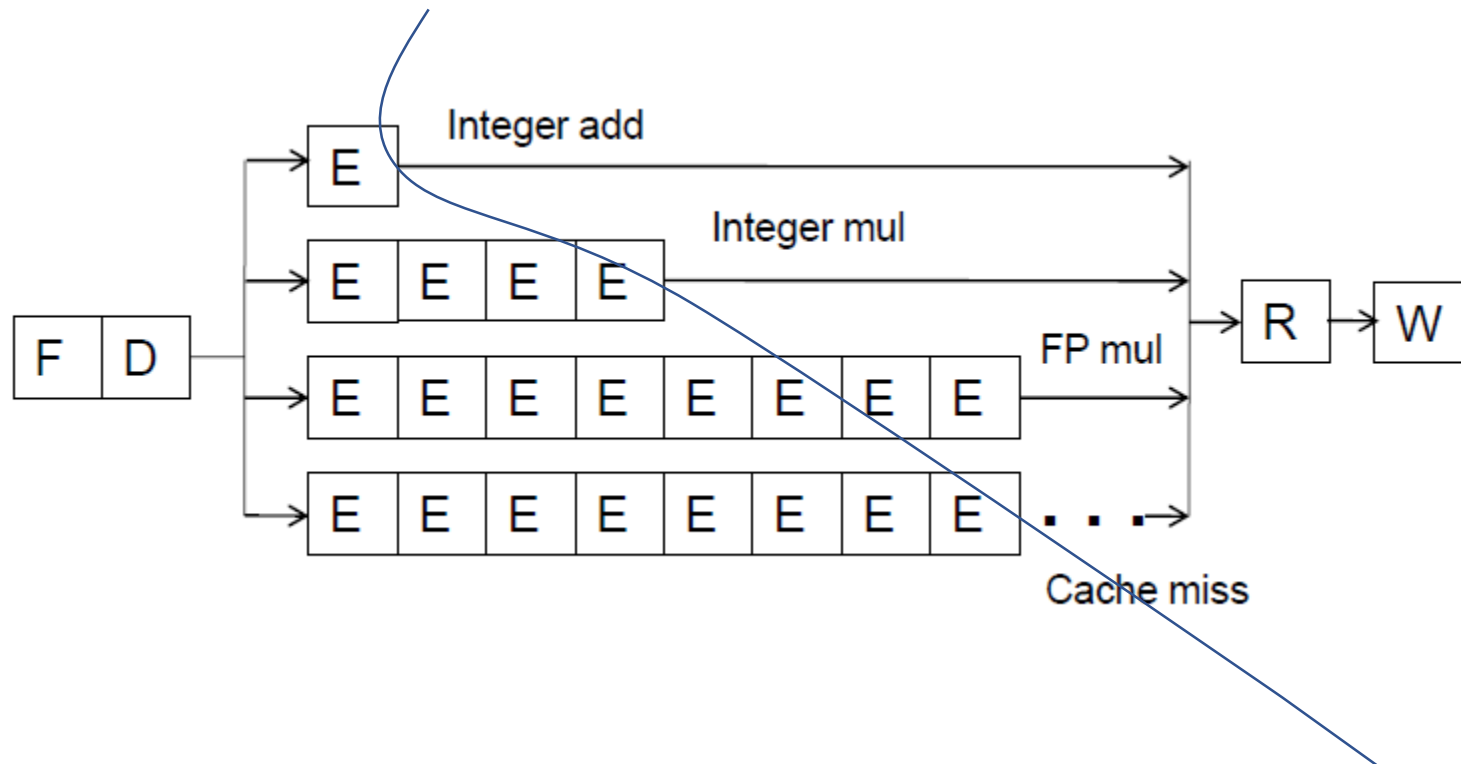 Integer add
E
Integer mul
E E E E
F D
R W
FP mul
E E E E E E E E
E E E E E E E E . . .
Cache miss